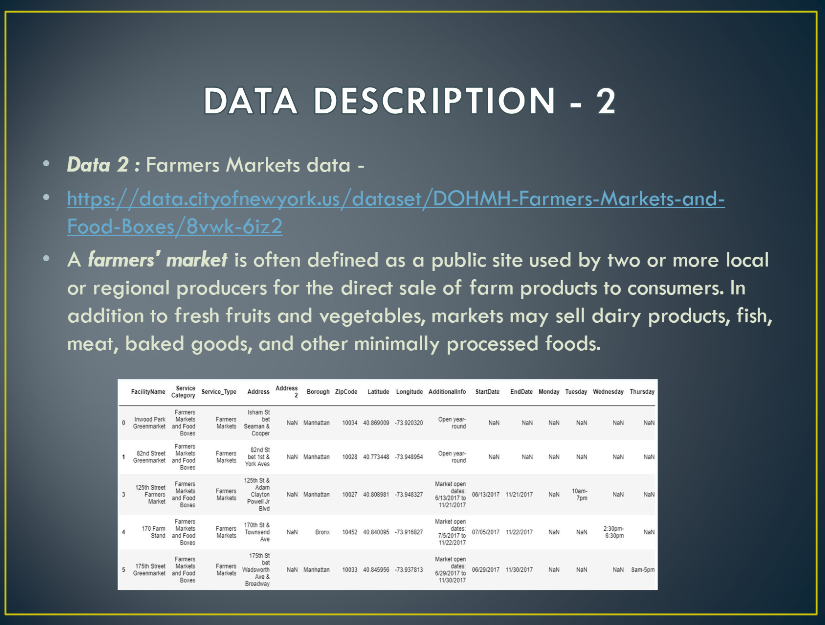 DATA DESCRIPTION - 2
• Data 2 : Farmers Markets data -
• https://data.cityofnewyork.us/dataset/DOHMH-Farmers-Markets-and-
Food-Boxes/8vwk-6iz2
• A farmers' market is often defined as a public site used by two or more local
or regional producers for the direct sale of farm products to consumers. In
addition to fresh fruits and vegetables, markets may sell dairy products, fish,
meat, baked goods, and other minimally processed foods.
FacilityName Service Category Service_Type Address Address 2 Borough ZipCode Latitude Longitude AdditionalInfo StartDate EndDate Monday Tuesday Wednesday Thursday
0 Inwood Park Greenmarket Farmers Markets and Food Boxes Farmers Markets Isham St bet Seaman & Cooper NaN Manhattan 10034 40.869009 -73.920320 Open year-round NaN NaN NaN NaN NaN NaN
1 82nd Street Greenmarket Farmers Markets and Food Boxes Farmers Markets 82nd St bet 1st & York Aves NaN Manhattan 10028 40.773448 -73.948954 Open year-round NaN NaN NaN NaN NaN NaN
3 125th Street Farmers Market Farmers Markets and Food Boxes Farmers Markets 125th St & Adam Clayton Powell Jr Blvd NaN Manhattan 10027 40.808981 -73.948327 Market open dates: 6/13/2017 to 11/21/2017 06/13/2017 11/21/2017 NaN 10am-7pm NaN NaN
4 170 Farm Stand Farmers Markets and Food Boxes Farmers Markets 170th St & Townsend Ave NaN Bronx 10452 40.840095 -73.916827 Market open dates: 7/5/2017 to 11/22/2017 07/05/2017 11/22/2017 NaN NaN 2:30pm-6:30pm NaN
5 175th Street Greenmarket Farmers Markets and Food Boxes Farmers Markets 175th St bet Wadsworth Ave & Broadway NaN Manhattan 10033 40.845956 -73.937813 Market open dates: 6/29/2017 to 11/30/2017 06/29/2017 11/30/2017 NaN NaN NaN 8am-5pm